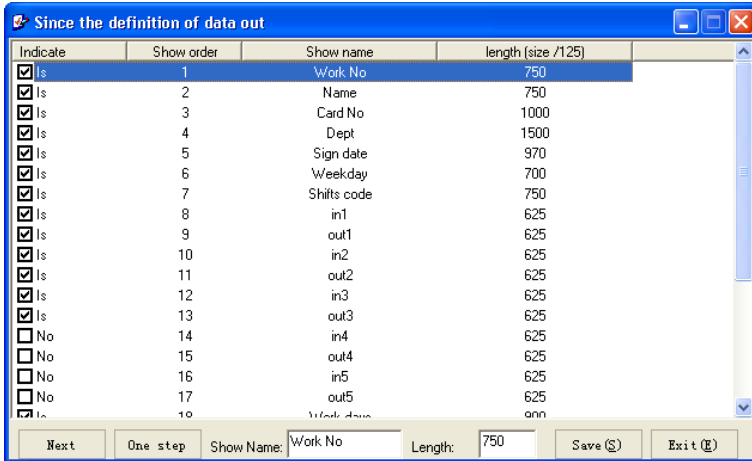 Since the definition of data out
Indicate Show order Show name length (size /125)
Is 1 Work No 750
Is 2 Name 750
Is 3 Card No 1000
Is 4 Dept 1500
Is 5 Sign date 970
Is 6 Weekday 700
Is 7 Shifts code 750
Is 8 in1 625
Is 9 out1 625
Is 10 in2 625
Is 11 out2 625
Is 12 in3 625
Is 13 out3 625
No 14 in4 625
No 15 out4 625
No 16 in5 625
No 17 out5 625
Is 18 Work days 900
Next One step Show Name: Work No Length: 750 Save(S) Exit(E)